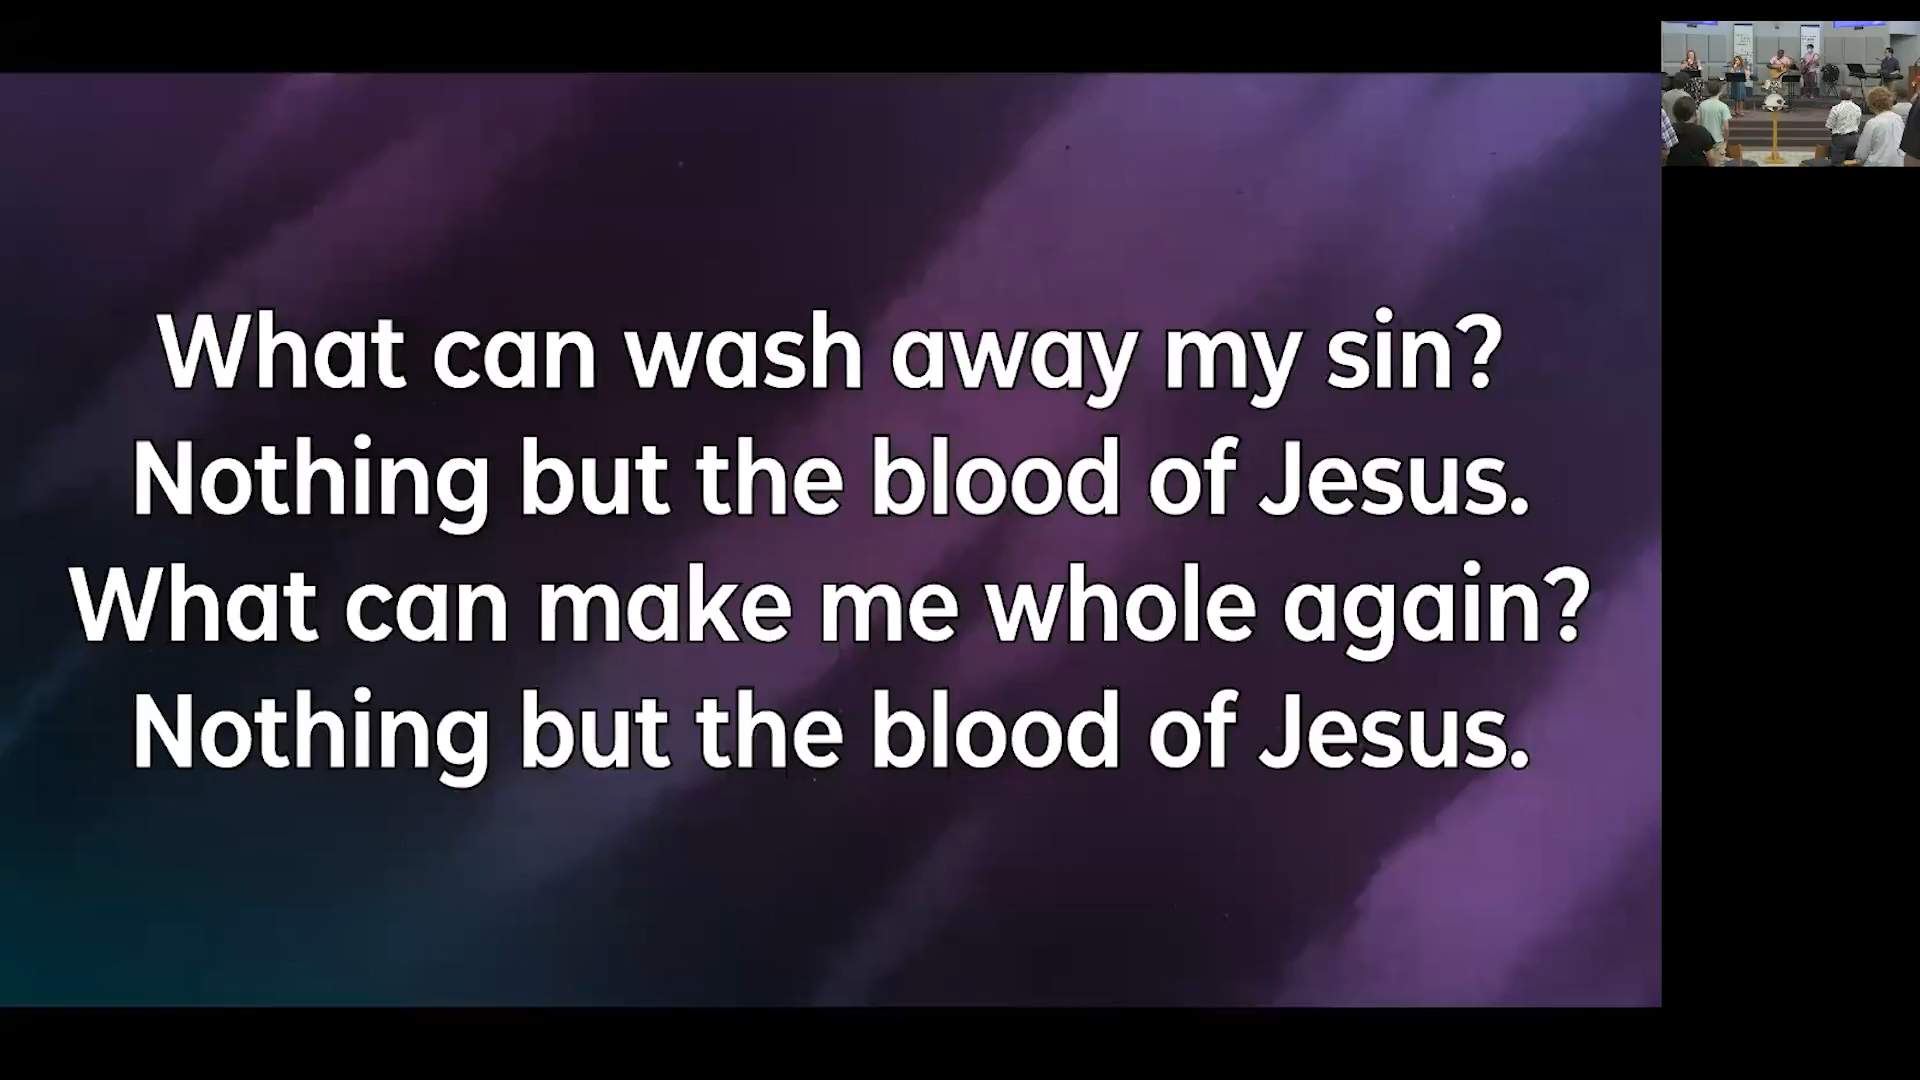 What can wash away my sin?
Nothing but the blood of Jesus.
What can make me whole again?
Nothing but the blood of Jesus.